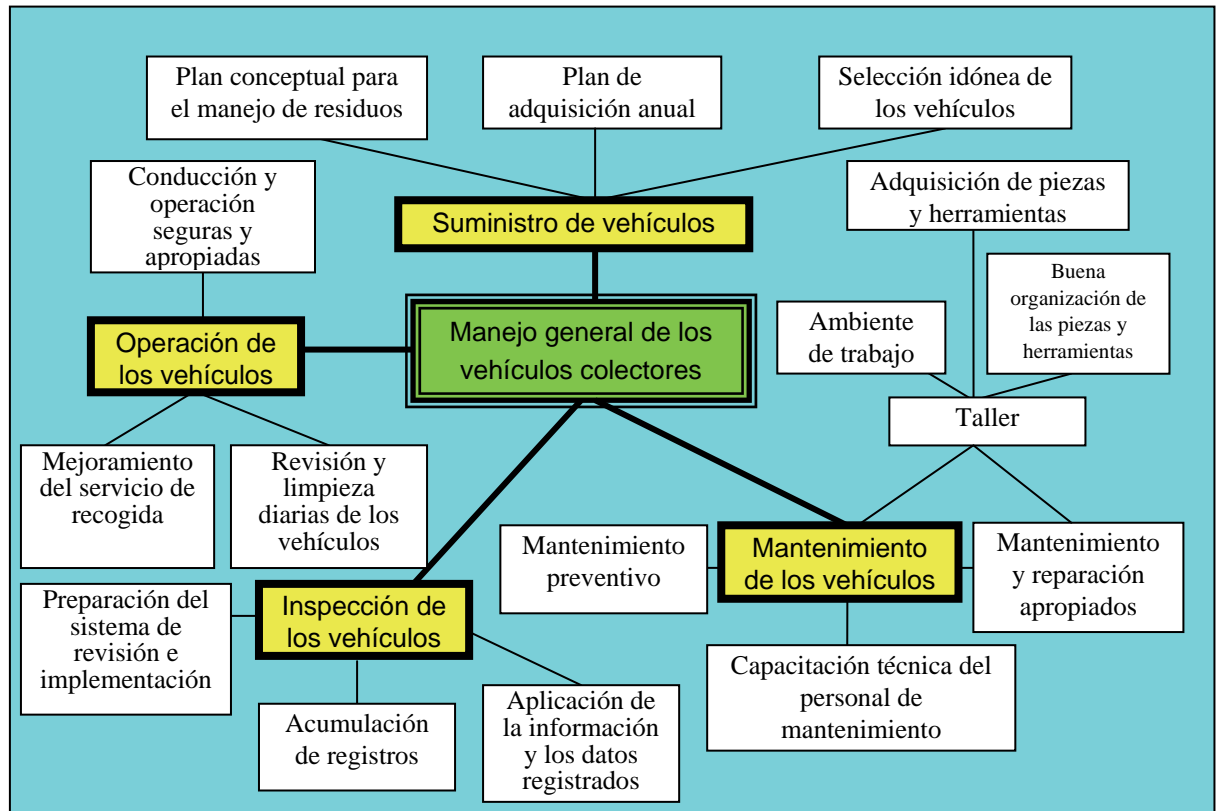 Plan conceptual para
el manejo de residuos
Plan de
adquisición anual
Selección idónea de
los vehículos
Conducción y
operación
seguras y
apropiadas
Suministro de vehículos
Adquisición de piezas
y herramientas
Buena
organización de
las piezas y
herramientas
Ambiente
de trabajo
Operación de
los vehículos
Manejo general de los
vehículos colectores
Taller
Mejoramiento
del servicio de
recogida
Revisión y
limpieza
diarias de los
vehículos
Mantenimiento
preventivo
Mantenimiento
de los vehículos
Mantenimiento
y reparación
apropiados
Preparación del
sistema de
revisión e
implementación
Inspección de
los vehículos
Acumulación
de registros
Aplicación de
la información
y los datos
registrados
Capacitación técnica del
personal de
mantenimiento